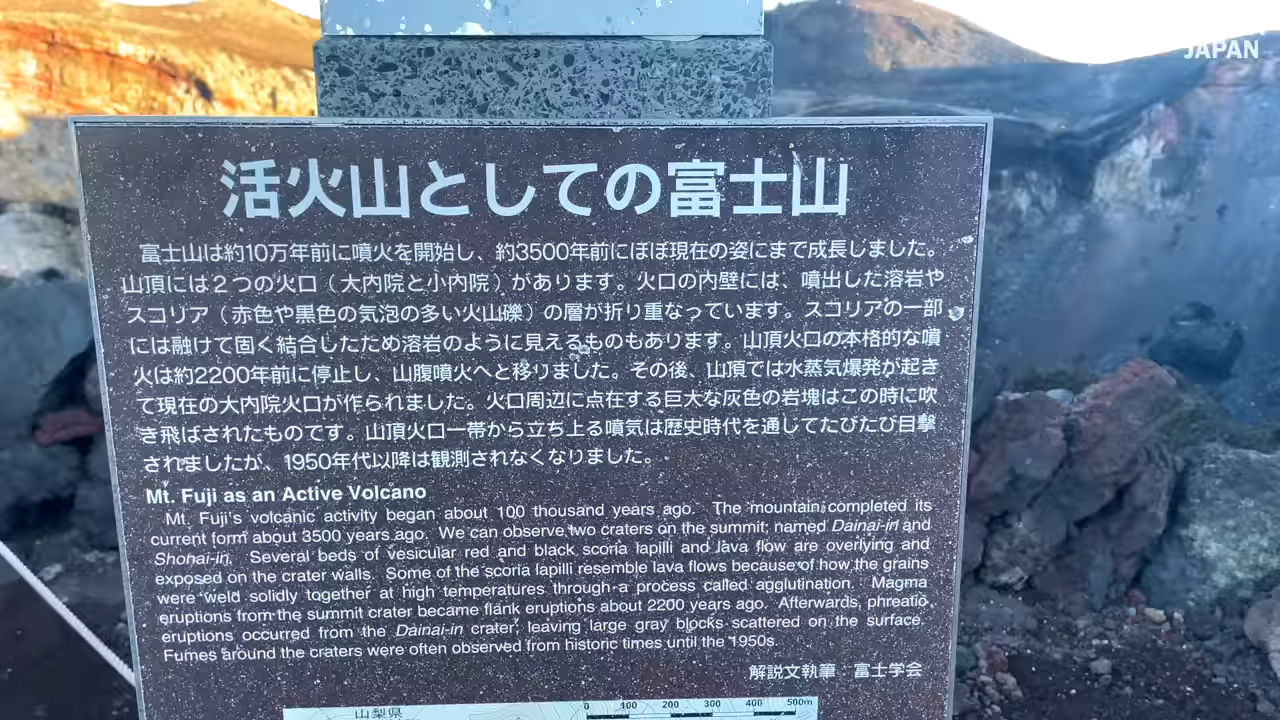 JAPAN
活火山としての富士山
富士山は約10万年前に噴火を開始し、約3500年前にほぼ現在の姿にまで成長しました。
山頂には２つの火口（大内院と小内院）があります。火口の内壁には、噴出した溶岩や
スコリア（赤色や黒色の気泡の多い火山礫）の層が折り重なっています。スコリアの一部
には融けて固く結合したため溶岩のように見えるものもあります。山頂火口の本格的な噴
火は約2200年前に停止し、山腹噴火へと移りました。その後、山頂では水蒸気爆発が起き
て現在の大内院火口が作られました。火口周辺に点在する巨大な灰色の岩塊はこの時に吹
き飛ばされたものです。山頂火口一帯から立ち上る噴気は歴史時代を通じてたびたび目撃
されましたが、1950年代以降は観測されなくなりました。
Mt. Fuji as an Active Volcano
Mt. Fuji's volcanic activity began about 100 thousand years ago. The mountain completed its
current form about 3500 years ago. We can observe two craters on the summit; named Dainai-in and
Shonai-in. Several beds of vesicular red and black scoria lapilli and lava flow are overlying and
exposed on the crater walls. Some of the scoria lapilli resemble lava flows because of how the grains
were weld solidly together at high temperatures through a process called agglutination. Magma
eruptions from the summit crater became flank eruptions about 2200 years ago. Afterwards, phreatic
eruptions occurred from the Dainai-in crater, leaving large gray blocks scattered on the surface.
Fumes around the craters were often observed from historic times until the 1950s.
解説文執筆：富士学会
山梨県
0 100 200 300 400 500m